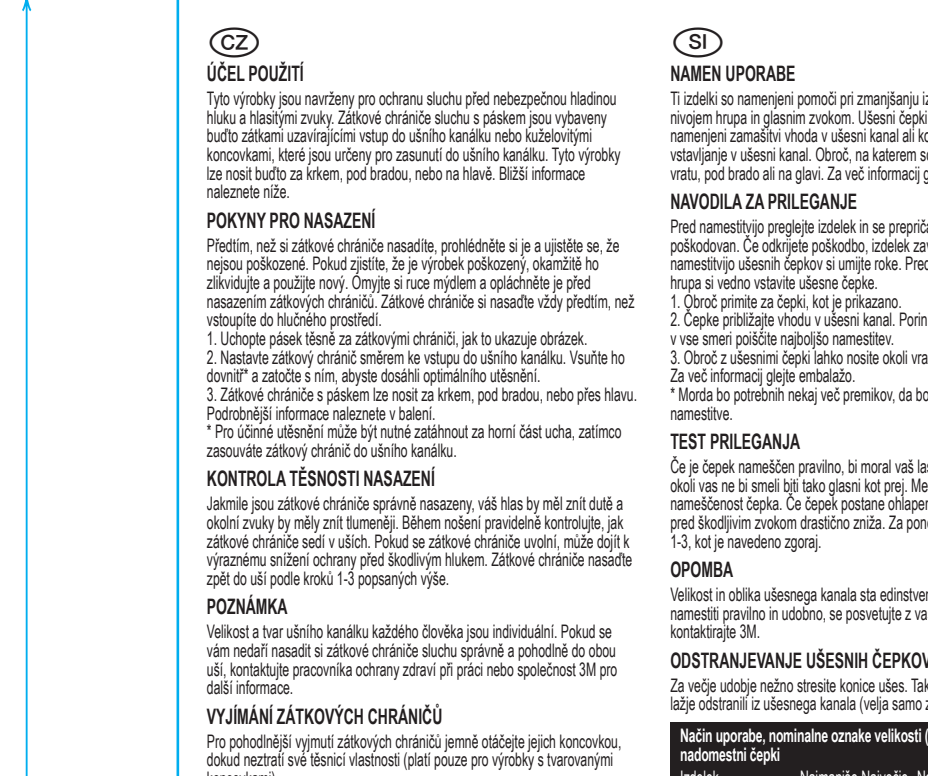 CZ
ÚČEL POUŽITÍ
Tyto výrobky jsou navrženy pro ochranu sluchu před nebezpečnou hladinou
hluku a hlasitými zvuky. Zátkové chrániče sluchu s páskem jsou vybaveny
buďto zátkami uzavírajícími vstup do ušního kanálku nebo kuželovitými
koncovkami, které jsou určeny pro zasunutí do ušního kanálku. Tyto výrobky
lze nosit buďto za krkem, pod bradou, nebo na hlavě. Bližší informace
naleznete níže.
POKYNY PRO NASAZENÍ
Předtím, než si zátkové chrániče nasadíte, prohlédněte si je a ujistěte se, že
nejsou poškozené. Pokud zjistíte, že je výrobek poškozený, okamžitě ho
zlikvidujte a použijte nový. Omyjte si ruce mýdlem a opláchněte je před
nasazením zátkových chráničů. Zátkové chrániče si nasaďte vždy předtím, než
vstoupíte do hlučného prostředí.
1. Uchopte pásek těsně za zátkovými chrániči, jak to ukazuje obrázek.
2. Nastavte zátkový chránič směrem ke vstupu do ušního kanálku. Vsuňte ho
dovnitř* a zatočte s ním, abyste dosáhli optimálního utěsnění.
3. Zátkové chrániče s páskem lze nosit za krkem, pod bradou, nebo přes hlavu.
Podrobnější informace naleznete v balení.
* Pro účinné utěsnění může být nutné zatáhnout za horní část ucha, zatímco
zasouváte zátkový chránič do ušního kanálku.
KONTROLA TĚSNOSTI NASAZENÍ
Jakmile jsou zátkové chrániče správně nasazeny, váš hlas by měl znít dutě a
okolní zvuky by měly znít tlumeněji. Během nošení pravidelně kontrolujte, jak
zátkové chrániče sedí v uších. Pokud se zátkové chrániče uvolní, může dojít k
výraznému snížení ochrany před škodlivým hlukem. Zátkové chrániče nasaďte
zpět do uší podle kroků 1-3 popsaných výše.
POZNÁMKA
Velikost a tvar ušního kanálku každého člověka jsou individuální. Pokud se
vám nedaří nasadit si zátkové chrániče sluchu správně a pohodlně do obou
uší, kontaktujte pracovníka ochrany zdraví při práci nebo společnost 3M pro
další informace.
VYJÍMÁNÍ ZÁTKOVÝCH CHRÁNIČŮ
Pro pohodlnější vyjmutí zátkových chráničů jemně otáčejte jejich koncovkou,
dokud neztratí své těsnicí vlastnosti (platí pouze pro výrobky s tvarovanými
SI
NAMEN UPORABE
Ti izdelki so namenjeni pomoči pri zmanjšanju
nivojem hrupa in glasnim zvokom. Ušesni čepki
namenjeni zamašitvi vhoda v ušesni kanal ali
vstavljanje v ušesni kanal. Obroč, na katerem
vratu, pod brado ali na glavi. Za več informacij
NAVODILA ZA PRILEGANJE
Pred namestitvijo preglejte izdelek in se
poškodovan. Če odkrijete poškodbo, izdelek
namestitvijo ušesnih čepkov si umijte roke.
hrupa si vedno vstavite ušesne čepke.
1. Obroč primite za čepki, kot je prikazano.
2. Čepke približajte vhodu v ušesni kanal.
v vse smeri poiščite najboljšo namestitev.
3. Obroč z ušesnimi čepki lahko nosite okoli
Za več informacij glejte embalažo.
* Morda bo potrebnih nekaj več premikov, da bo
namestitve.
TEST PRILEGANJA
Če je čepek nameščen pravilno, bi moral vaš
okoli vas ne bi smeli biti tako glasni kot prej.
nameščenost čepka. Če čepek postane
pred škodljivim zvokom drastično zniža. Za
1-3, kot je navedeno zgoraj.
OPOMBA
Velikost in oblika ušesnega kanala sta
namestiti pravilno in udobno, se posvetujte z
kontaktirajte 3M.
ODSTRANJEVANJE UŠESNIH ČEPKOV
Za večje udobje nežno stresite konice ušes.
lažje odstranili iz ušesnega kanala (velja samo
Način uporabe, nominalne oznake velikosti (
nadomestni čepki